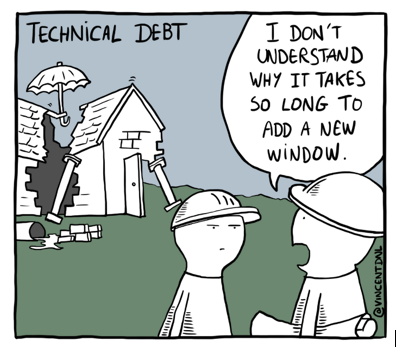 TECHNICAL DEBT
I DON'T
UNDERSTAND
WHY IT TAKES
SO LONG TO
ADD A NEW
WINDOW.
@VINCENTDNL